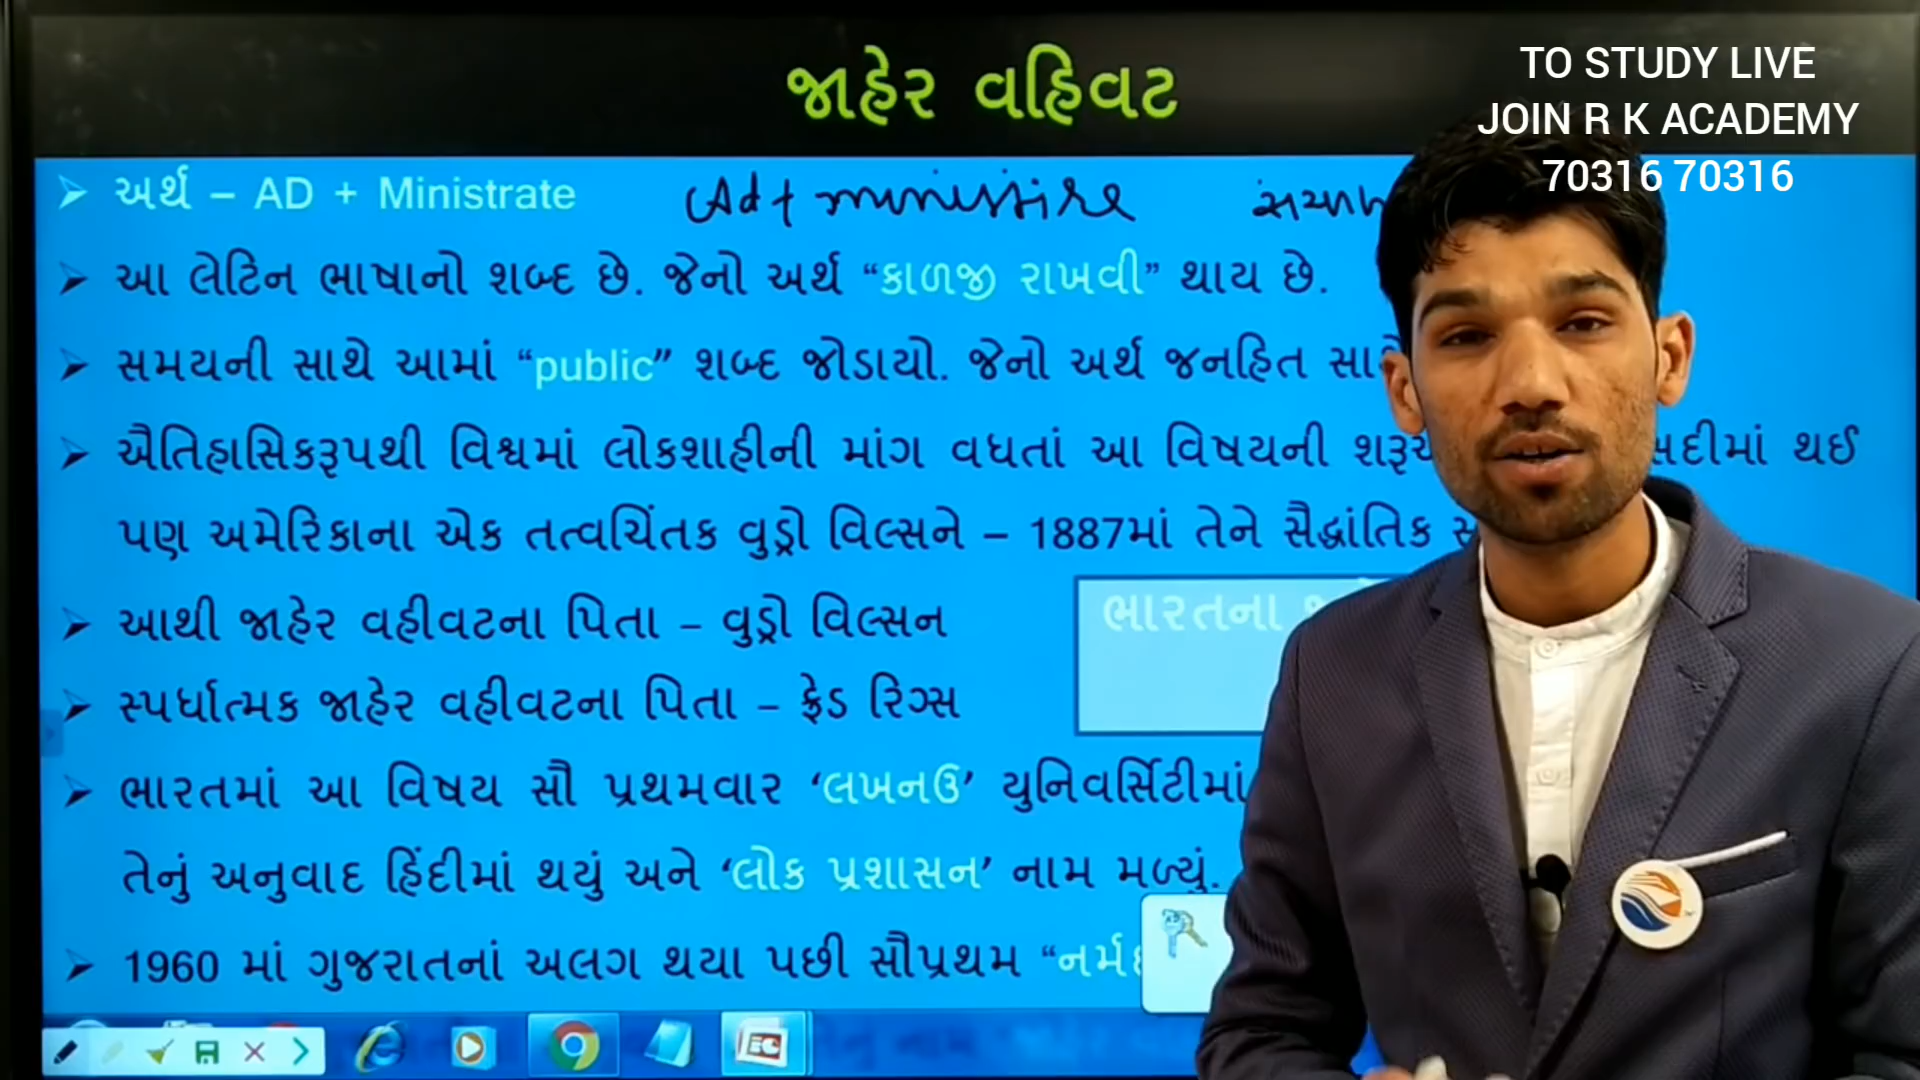 જાહેર વહિવટ
TO STUDY LIVE
JOIN R K ACADEMY
70316 70316
અર્થ – AD + Ministrate Ad+
આ લેટિન ભાષાનો શબ્દ છે. જેનો અર્થ “કાળજી રાખવી” થાય છે.
સમયની સાથે આમાં “public” શબ્દ જોડાયો. જેનો અર્થ જનહિત
ઐતિહાસિકરૂપથી વિશ્વમાં લોકશાહીની માંગ વધતાં આ વિષયની સદીમાં થઈ
પણ અમેરિકાના એક તત્વચિંતક વુડ્રો વિલ્સને – 1887માં તેને સૈદ્ધાંતિક
આથી જાહેર વહીવટના પિતા – વુડ્રો વિલ્સન
ભારતના
સ્પર્ધાત્મક જાહેર વહીવટના પિતા – ફ્રેડ રિગ્સ
ભારતમાં આ વિષય સૌ પ્રથમવાર ‘લખનઉ’ યુનિવર્સિટીમાં
તેનું અનુવાદ હિંદીમાં થયું અને ‘લોક પ્રશાસન’ નામ મળ્યું.
1960 માં ગુજરાતનાં અલગ થયા પછી સૌપ્રથમ